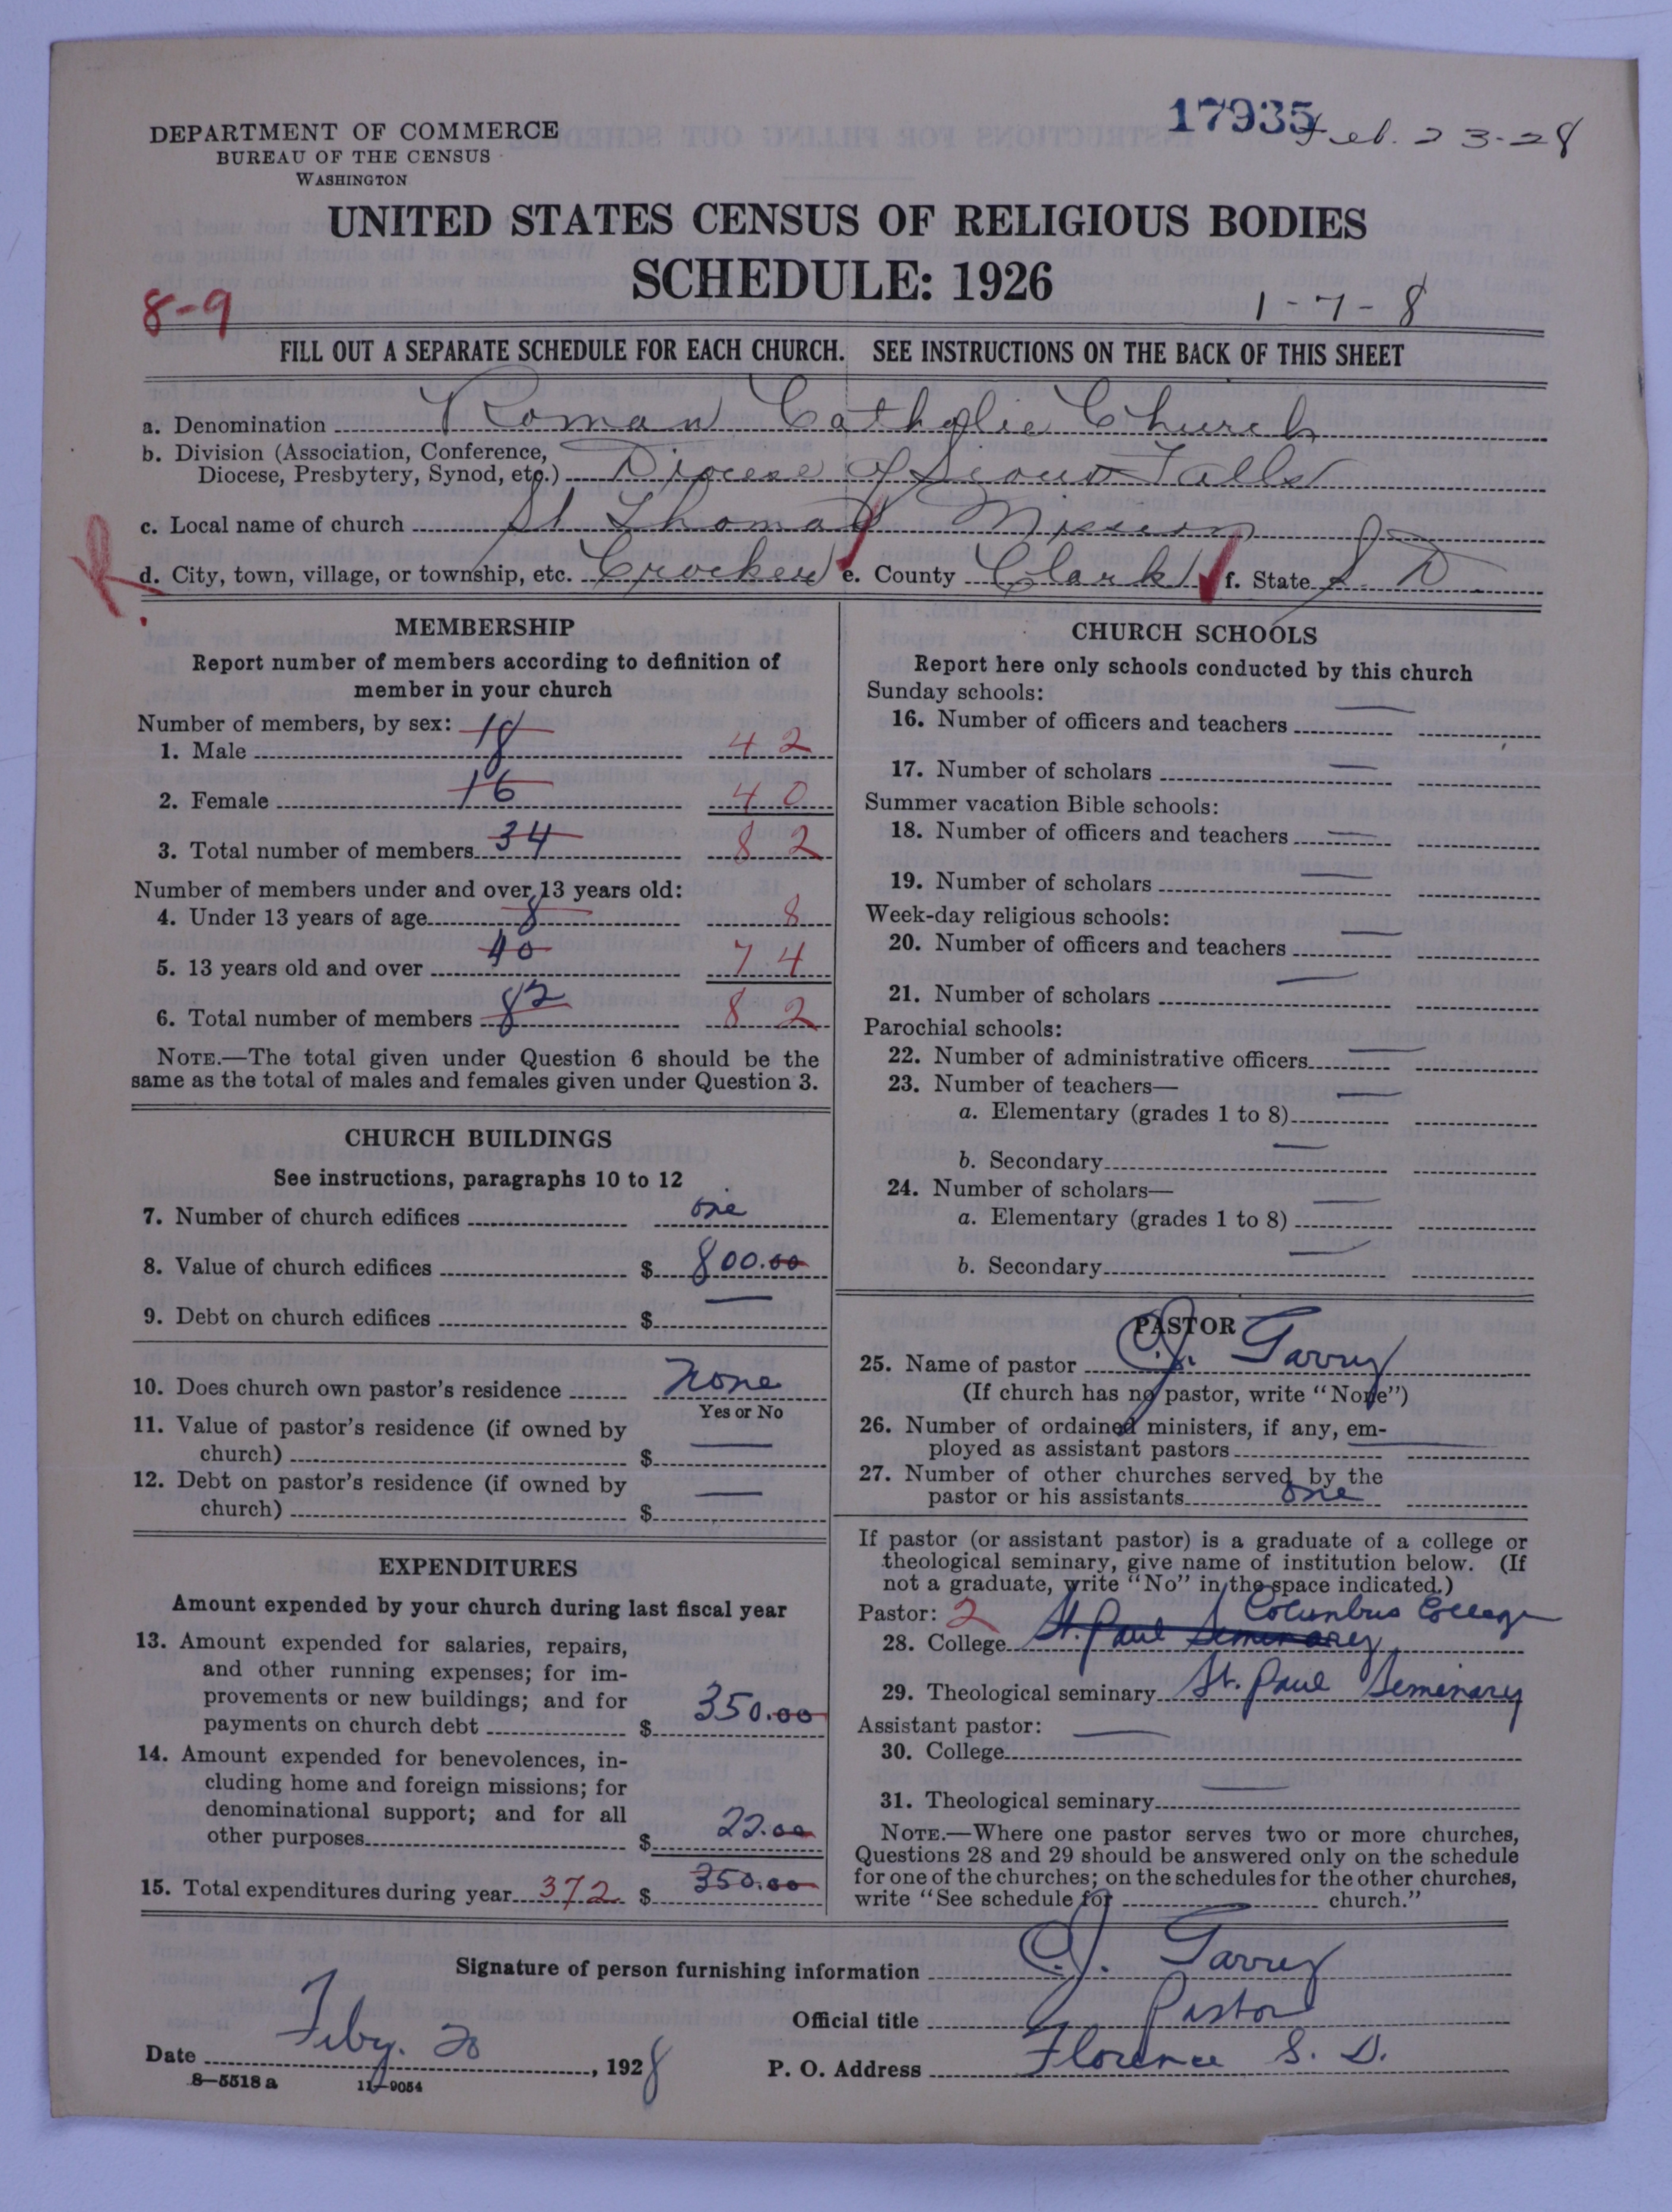 17935 Feb. 23-28
DEPARTMENT OF COMMERCE
BUREAU OF THE CENSUS
WASHINGTON
UNITED STATES CENSUS OF RELIGIOUS BODIES
SCHEDULE: 1926
8-9
1-7-8
FILL OUT A SEPARATE SCHEDULE FOR EACH CHURCH. SEE INSTRUCTIONS ON THE BACK OF THIS SHEET
a. Denomination Roman Catholic Church
b. Division (Association, Conference,
Diocese, Presbytery, Synod, etc.) Diocese of Sioux Falls
c. Local name of church St Thomas Mission
R
d. City, town, village, or township, etc. Crocker e. County Clark f. State S. D.
MEMBERSHIP
Report number of members according to definition of
member in your church
Number of members, by sex:
1. Male 18 42
2. Female 16 40
3. Total number of members 34 82
Number of members under and over 13 years old:
4. Under 13 years of age 8 8
5. 13 years old and over 40 74
6. Total number of members 82 82
NOTE.—The total given under Question 6 should be the
same as the total of males and females given under Question 3.
CHURCH BUILDINGS
See instructions, paragraphs 10 to 12
7. Number of church edifices one
8. Value of church edifices $ 800.00
9. Debt on church edifices $ —
10. Does church own pastor's residence None
Yes or No
11. Value of pastor's residence (if owned by
church) $ —
12. Debt on pastor's residence (if owned by
church) $ —
EXPENDITURES
Amount expended by your church during last fiscal year
13. Amount expended for salaries, repairs,
and other running expenses; for im-
provements or new buildings; and for
payments on church debt $ 350.00
14. Amount expended for benevolences, in-
cluding home and foreign missions; for
denominational support; and for all
other purposes $ 22.00
15. Total expenditures during year 372 $ 350.00
CHURCH SCHOOLS
Report here only schools conducted by this church
Sunday schools:
16. Number of officers and teachers —
17. Number of scholars —
Summer vacation Bible schools:
18. Number of officers and teachers —
19. Number of scholars —
Week-day religious schools:
20. Number of officers and teachers —
21. Number of scholars —
Parochial schools:
22. Number of administrative officers —
23. Number of teachers—
a. Elementary (grades 1 to 8) —
b. Secondary —
24. Number of scholars—
a. Elementary (grades 1 to 8) —
b. Secondary —
PASTOR
25. Name of pastor C. J. Garry
(If church has no pastor, write "None")
26. Number of ordained ministers, if any, em-
ployed as assistant pastors —
27. Number of other churches served by the
pastor or his assistants one
If pastor (or assistant pastor) is a graduate of a college or
theological seminary, give name of institution below. (If
not a graduate, write "No" in the space indicated.)
Pastor: 2 Columbus College
28. College St. Paul Seminary
29. Theological seminary St. Paul Seminary
Assistant pastor: —
30. College
31. Theological seminary —
NOTE.—Where one pastor serves two or more churches,
Questions 28 and 29 should be answered only on the schedule
for one of the churches; on the schedules for the other churches,
write "See schedule for church."
Signature of person furnishing information C. J. Garry
Official title Pastor
Date Feby. 20, 1928 P. O. Address Florence S. D.
8—5518 a 11—9054